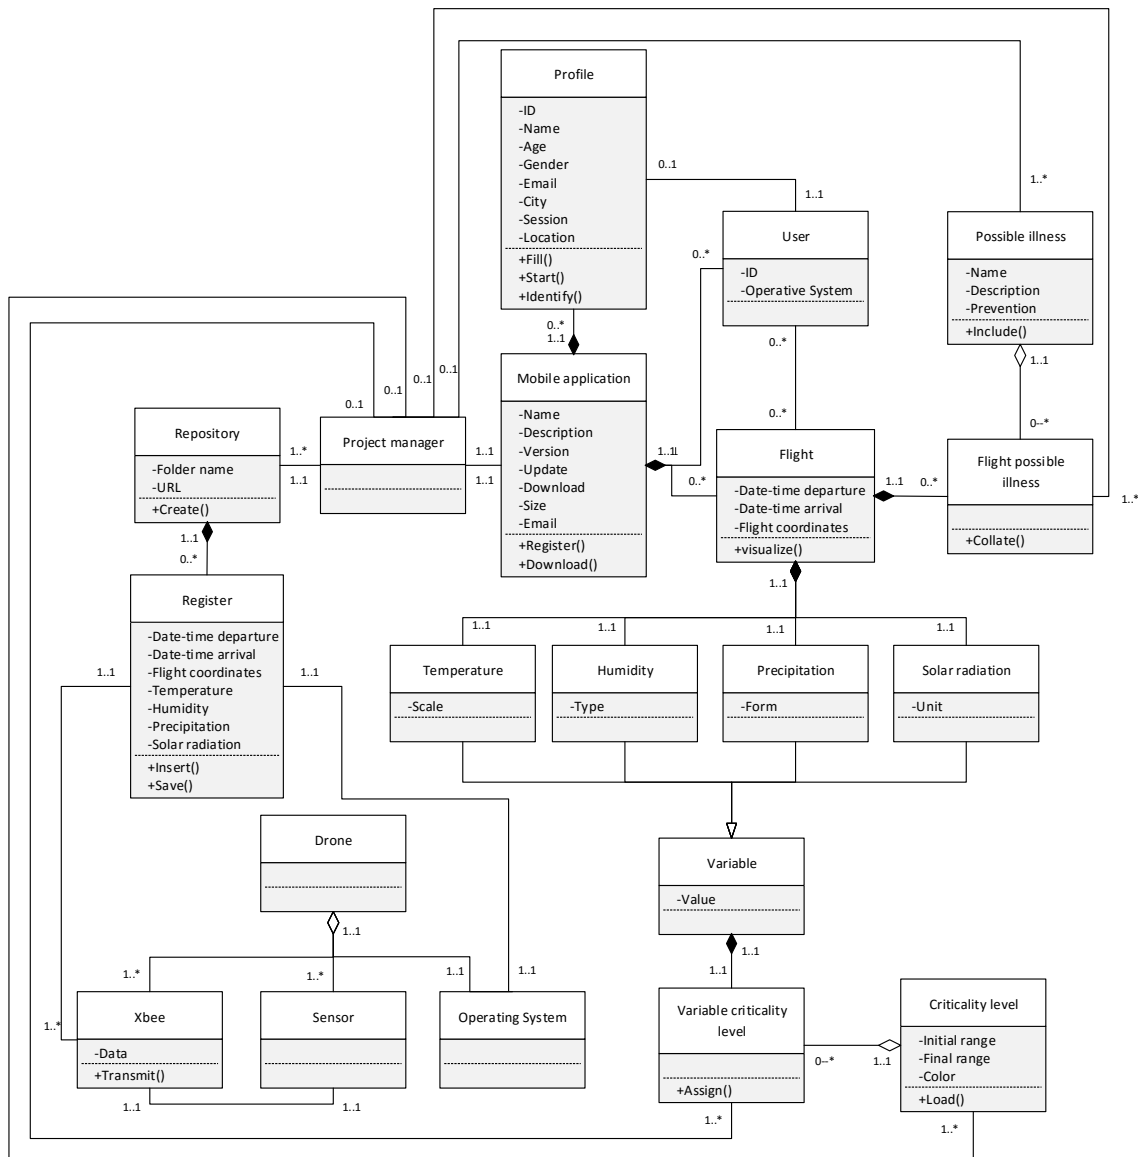 Profile
-ID
-Name
-Age
-Gender
-Email
-City
-Session
-Location
+Fill()
+Start()
+Identify()
0..1
1..1
User
-ID
-Operative System
0..*
0..*
1..*
Possible illness
-Name
-Description
-Prevention
+Include()
1..1
0--*
0..*
1..1
Mobile application
-Name
-Description
-Version
-Update
-Download
-Size
-Email
+Register()
+Download()
1..1
0..*
0..1
0..1
0..1
0..1
Project manager
1..1
1..1
Repository
-Folder name
-URL
+Create()
1..*
1..1
1..1
0..*
0..*
Flight
-Date-time departure
-Date-time arrival
-Flight coordinates
+visualize()
1..1
0..*
Flight possible
illness
+Collate()
1..*
1..1
Register
-Date-time departure
-Date-time arrival
-Flight coordinates
-Temperature
-Humidity
-Precipitation
-Solar radiation
+Insert()
+Save()
1..1
1..1
1..1
1..1
1..1
1..1
Temperature
-Scale
Humidity
-Type
Precipitation
-Form
Solar radiation
-Unit
Drone
1..1
Variable
-Value
1..1
1..1
1..*
1..*
1..1
1..1
1..*
Xbee
-Data
+Transmit()
Sensor
Operating System
1..1
1..1
Variable criticality
level
+Assign()
0--*
1..1
1..*
Criticality level
-Initial range
-Final range
-Color
+Load()
1..*